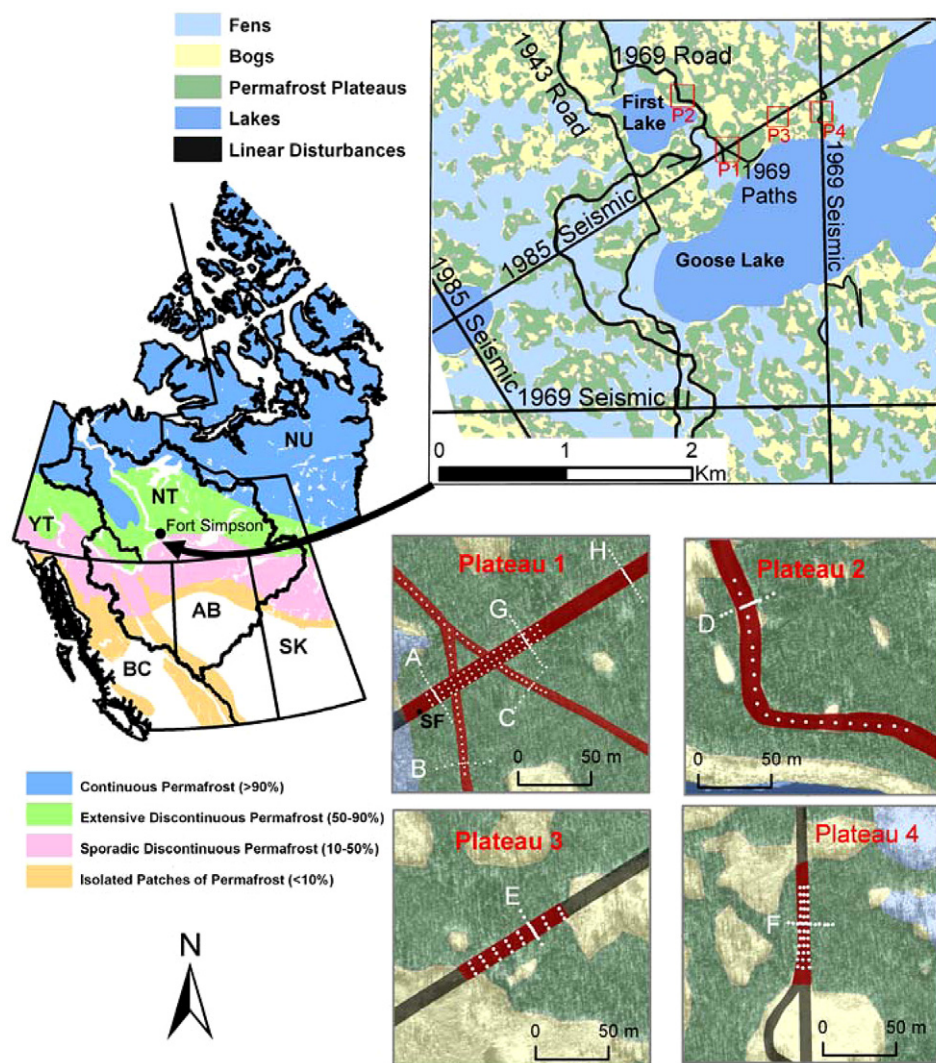 Fens
Bogs
Permafrost Plateaus
Lakes
Linear Disturbances
NU
NT
YT
Fort Simpson
AB
SK
BC
Continuous Permafrost (>90%)
Extensive Discontinuous Permafrost (50-90%)
Sporadic Discontinuous Permafrost (10-50%)
Isolated Patches of Permafrost (<10%)
N
1943 Road
1969 Road
First
Lake
P2
P3
P4
P1
1969
Paths
1969 Seismic
1985 Seismic
Goose Lake
1985 Seismic
1969 Seismic
0 1 2
Km
Plateau 1
H
G
A
SF
C
B
0 50 m
Plateau 2
D
0 50 m
Plateau 3
E
0 50 m
Plateau 4
F
0 50 m